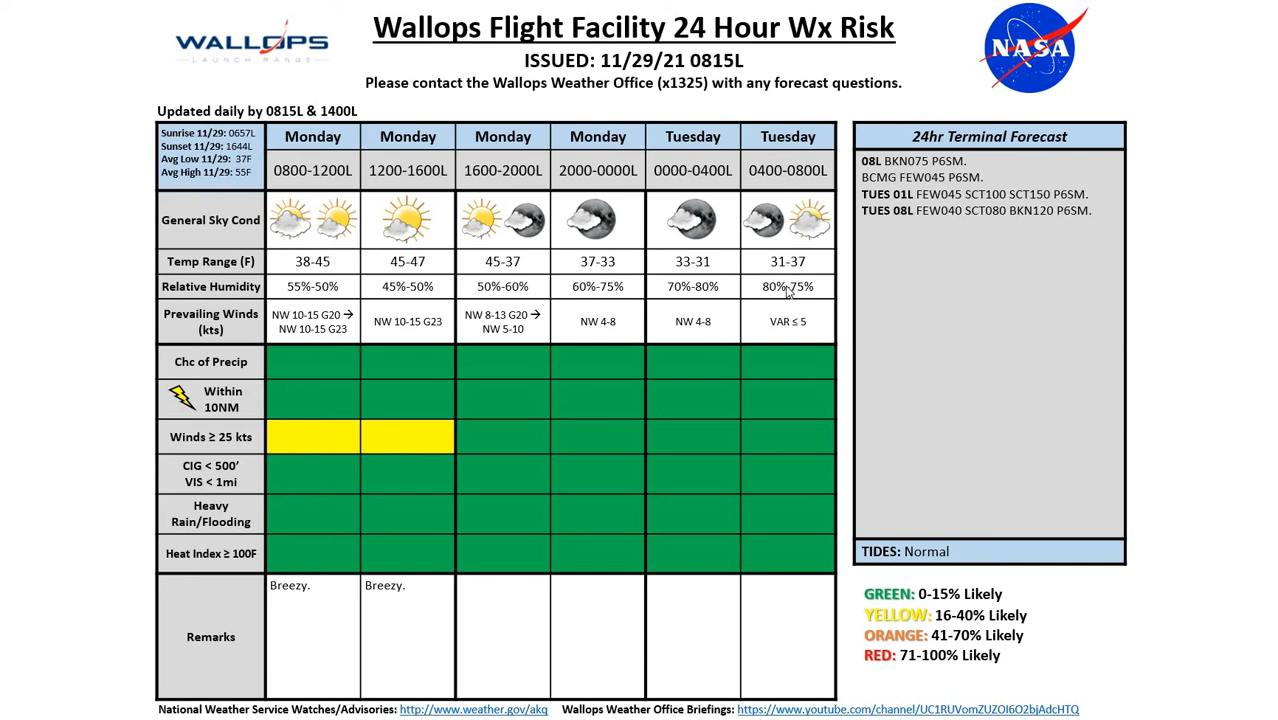 WALLOPS
LAUNCH RANGE
Wallops Flight Facility 24 Hour Wx Risk
ISSUED: 11/29/21 0815L
Please contact the Wallops Weather Office (x1325) with any forecast questions.
NASA
Updated daily by 0815L & 1400L
Sunrise 11/29: 0657L
Sunset 11/29: 1644L
Avg Low 11/29: 37F
Avg High 11/29: 55F
Monday Monday Monday Monday Tuesday Tuesday
0800-1200L 1200-1600L 1600-2000L 2000-0000L 0000-0400L 0400-0800L
General Sky Cond
Temp Range (F) 38-45 45-47 45-37 37-33 33-31 31-37
Relative Humidity 55%-50% 45%-50% 50%-60% 60%-75% 70%-80% 80%-75%
Prevailing Winds (kts)
NW 10-15 G20 →
NW 10-15 G23
NW 10-15 G23
NW 8-13 G20 →
NW 5-10
NW 4-8
NW 4-8
VAR ≤ 5
Chc of Precip
Within
10NM
Winds ≥ 25 kts
CIG < 500'
VIS < 1mi
Heavy
Rain/Flooding
Heat Index ≥ 100F
Remarks
Breezy. Breezy.
24hr Terminal Forecast
08L BKN075 P6SM.
BCMG FEW045 P6SM.
TUES 01L FEW045 SCT100 SCT150 P6SM.
TUES 08L FEW040 SCT080 BKN120 P6SM.
TIDES: Normal
GREEN: 0-15% Likely
YELLOW: 16-40% Likely
ORANGE: 41-70% Likely
RED: 71-100% Likely
National Weather Service Watches/Advisories: http://www.weather.gov/akq Wallops Weather Office Briefings: https://www.youtube.com/channel/UC1RUVomZUZOI6O2bjAdcHTQ